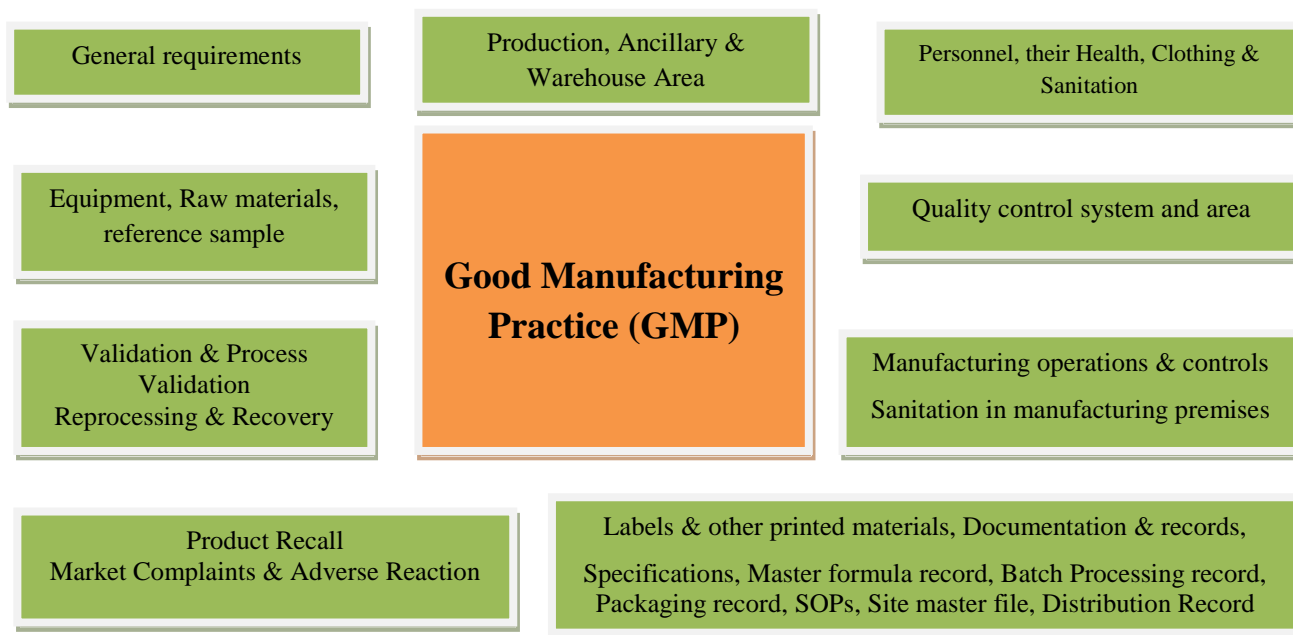 General requirements
Production, Ancillary &
Warehouse Area
Personnel, their Health, Clothing &
Sanitation
Equipment, Raw materials,
reference sample
Good Manufacturing
Practice (GMP)
Quality control system and area
Validation & Process
Validation
Reprocessing & Recovery
Manufacturing operations & controls
Sanitation in manufacturing premises
Product Recall
Market Complaints & Adverse Reaction
Labels & other printed materials, Documentation & records,
Specifications, Master formula record, Batch Processing record,
Packaging record, SOPs, Site master file, Distribution Record